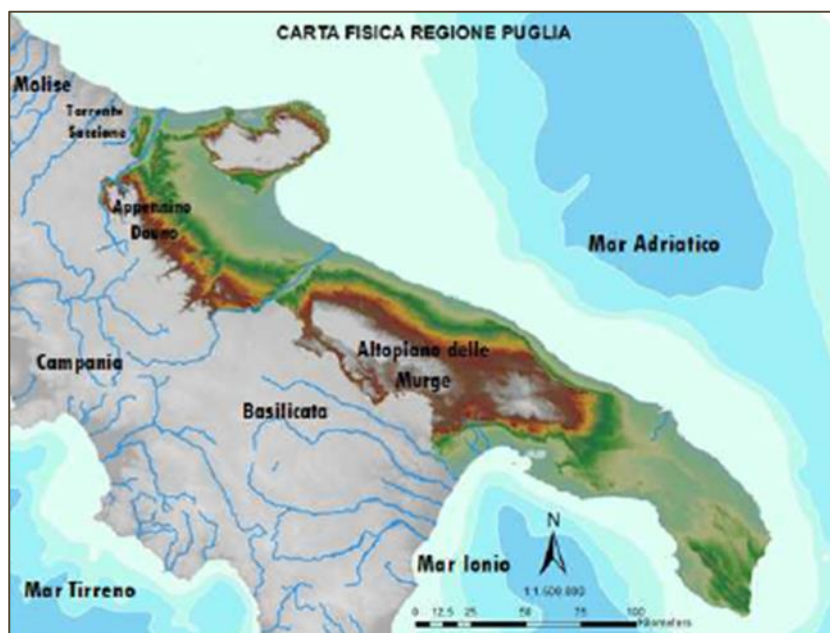 CARTA FISICA REGIONE PUGLIA
Molise
Torrente
Saccione
Appennino
Dauno
Mar Adriatico
Campania
Altopiano delle
Murge
Basilicata
N
Mar Ionio
Mar Tirreno
0 12,5 25 50 75 100
Kilometers